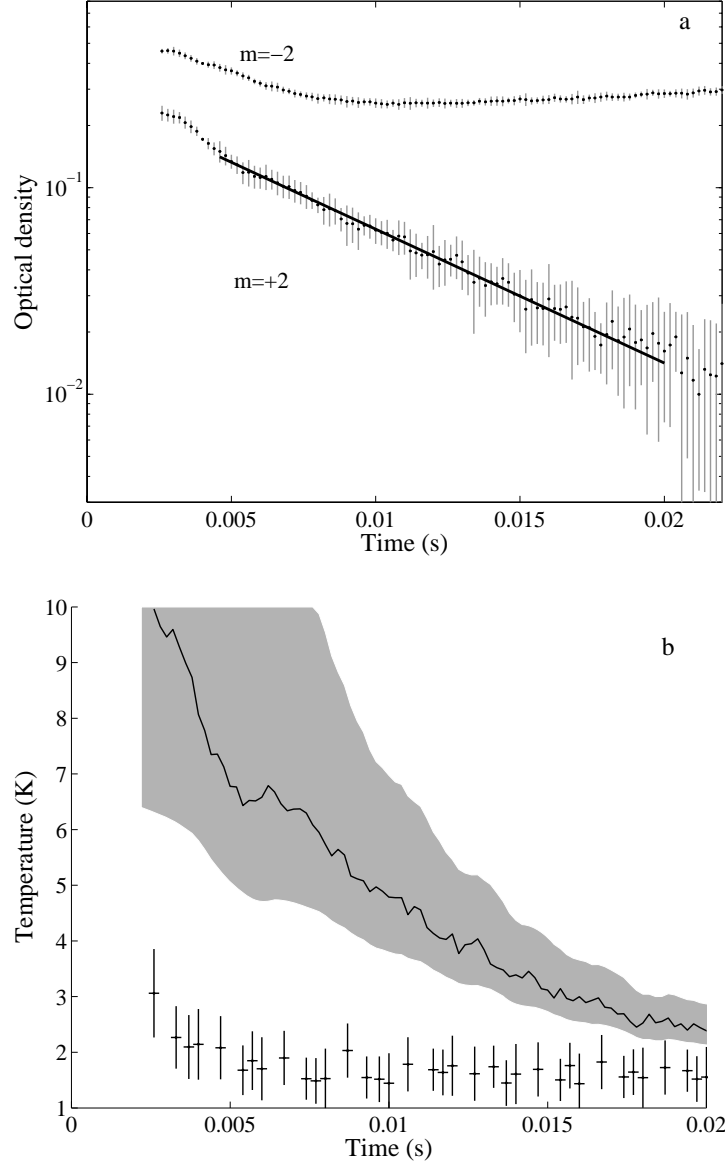 a
m=−2
10⁻¹
m=+2
Optical density
10⁻²
0
0.005
0.01
0.015
0.02
Time (s)
b
10
9
8
7
6
5
4
3
2
1
Temperature (K)
0
0.005
0.01
0.015
0.02
Time (s)